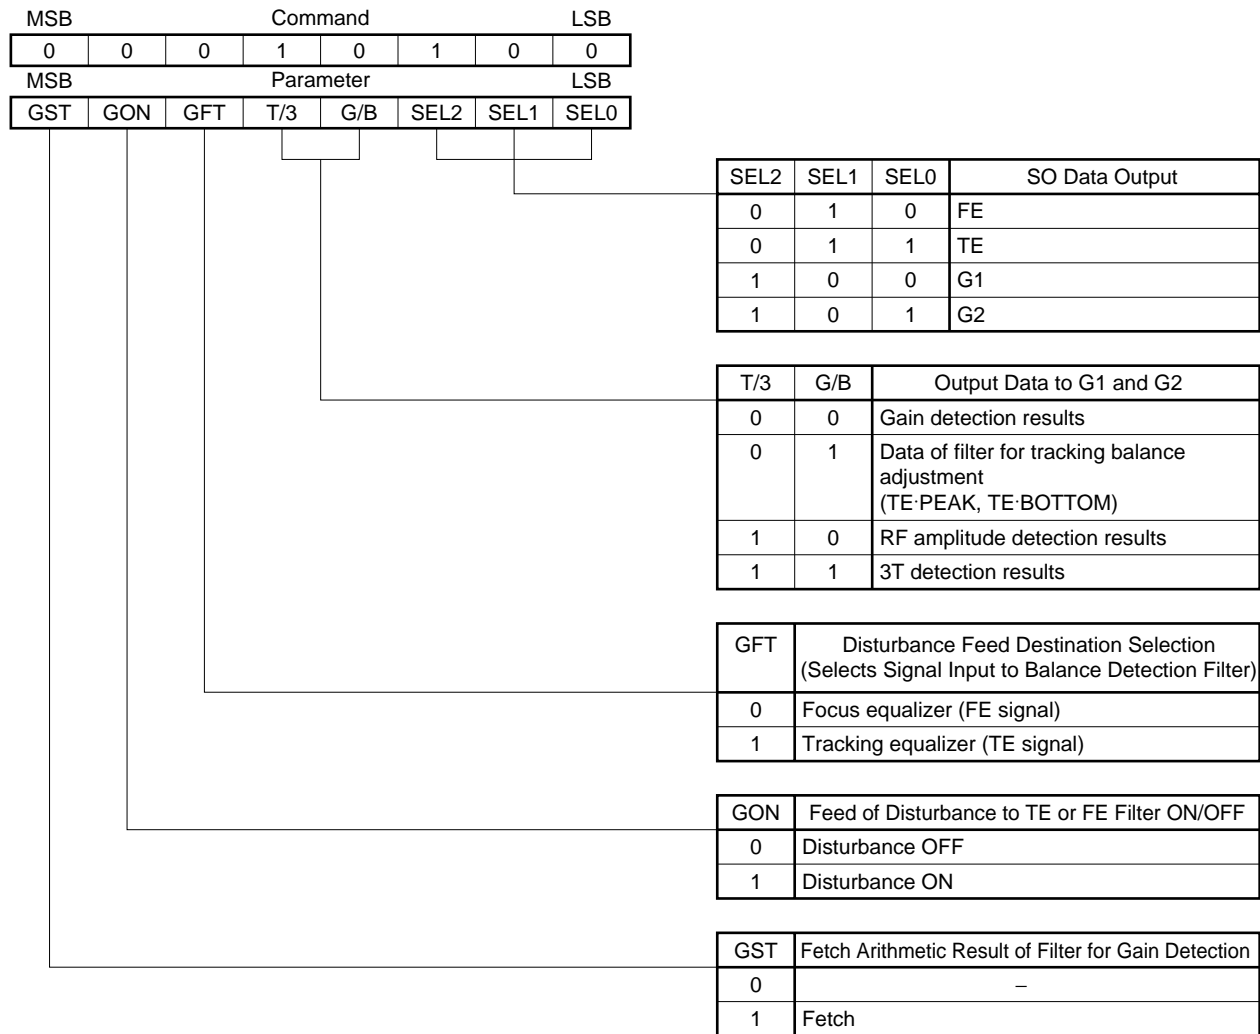 MSB Command LSB
0 0 0 1 0 1 0 0
MSB Parameter LSB
GST GON GFT T/3 G/B SEL2 SEL1 SEL0
SEL2 SEL1 SEL0 SO Data Output
0 1 0 FE
0 1 1 TE
1 0 0 G1
1 0 1 G2
T/3 G/B Output Data to G1 and G2
0 0 Gain detection results
0 1 Data of filter for tracking balance
adjustment
(TE·PEAK, TE·BOTTOM)
1 0 RF amplitude detection results
1 1 3T detection results
GFT Disturbance Feed Destination Selection
(Selects Signal Input to Balance Detection Filter)
0 Focus equalizer (FE signal)
1 Tracking equalizer (TE signal)
GON Feed of Disturbance to TE or FE Filter ON/OFF
0 Disturbance OFF
1 Disturbance ON
GST Fetch Arithmetic Result of Filter for Gain Detection
0 –
1 Fetch